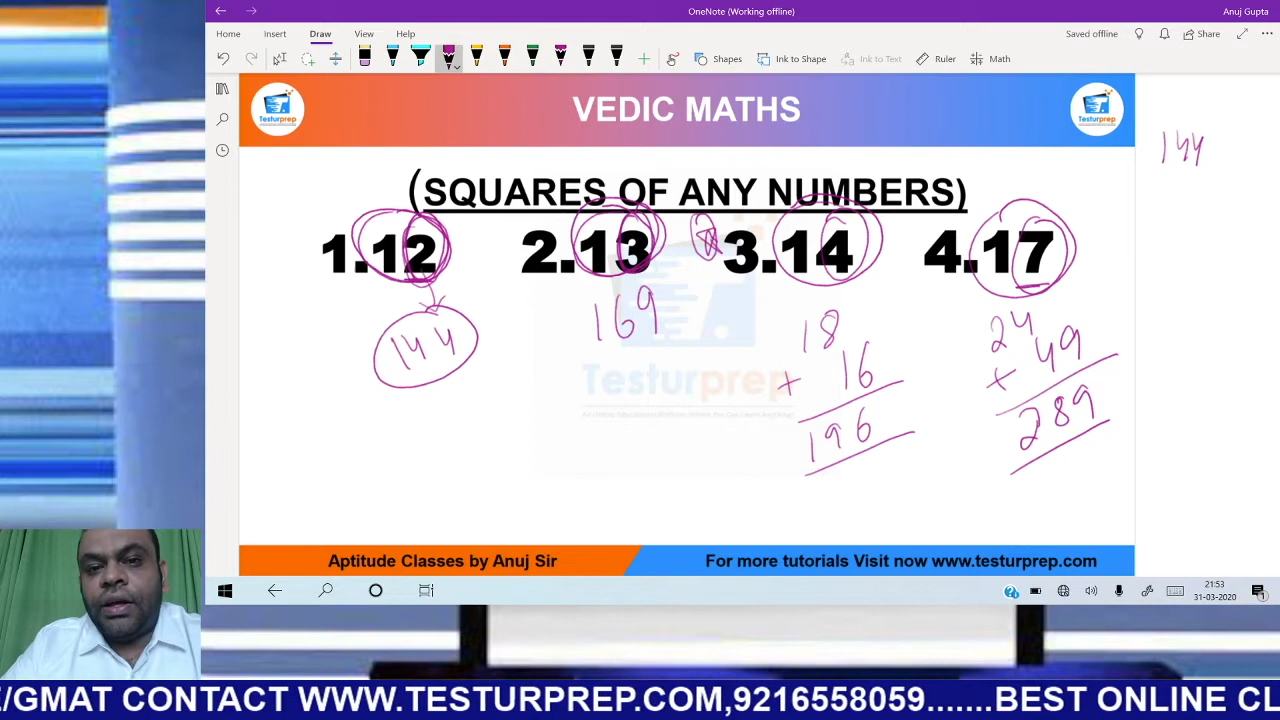 OneNote (Working offline)
Anuj Gupta
Home Insert Draw View Help
Saved offline
Share
Shapes Ink to Shape Ink to Text Ruler Math
Testurprep
VEDIC MATHS
Testurprep
144
(SQUARES OF ANY NUMBERS)
1.12 2.13 3.14 4.17
144
169
18
16
+
196
24
49
+
289
Testurprep
Aptitude Classes by Anuj Sir
For more tutorials Visit now www.testurprep.com
21:53
31-03-2020
E/GMAT CONTACT WWW.TESTURPREP.COM,9216558059.......BEST ONLINE CL